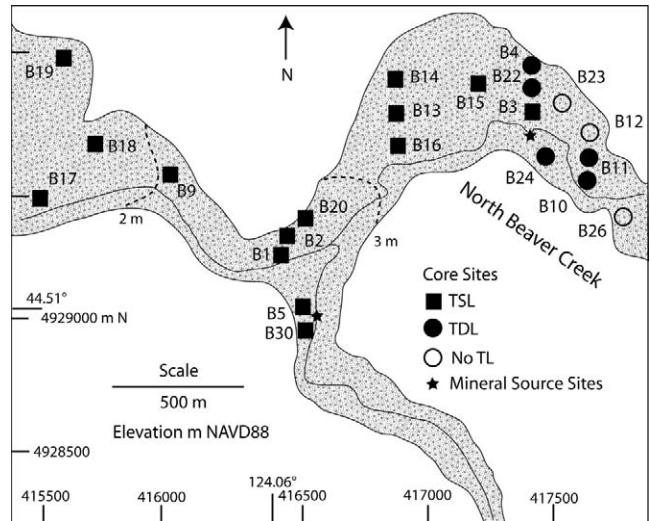 B4
B23
B19
B14
B22
B15
B3
B12
N
B13
B18
B16
B24
B11
B17
B9
B10
B20
B26
2 m
B2
3 m
B1
North Beaver Creek
Core Sites
TSL
TDL
No TL
Mineral Source Sites
B5
B30
44.51°
4929000 m N
Scale
500 m
Elevation m NAVD88
4928500
124.06°
415500
416000
416500
417000
417500